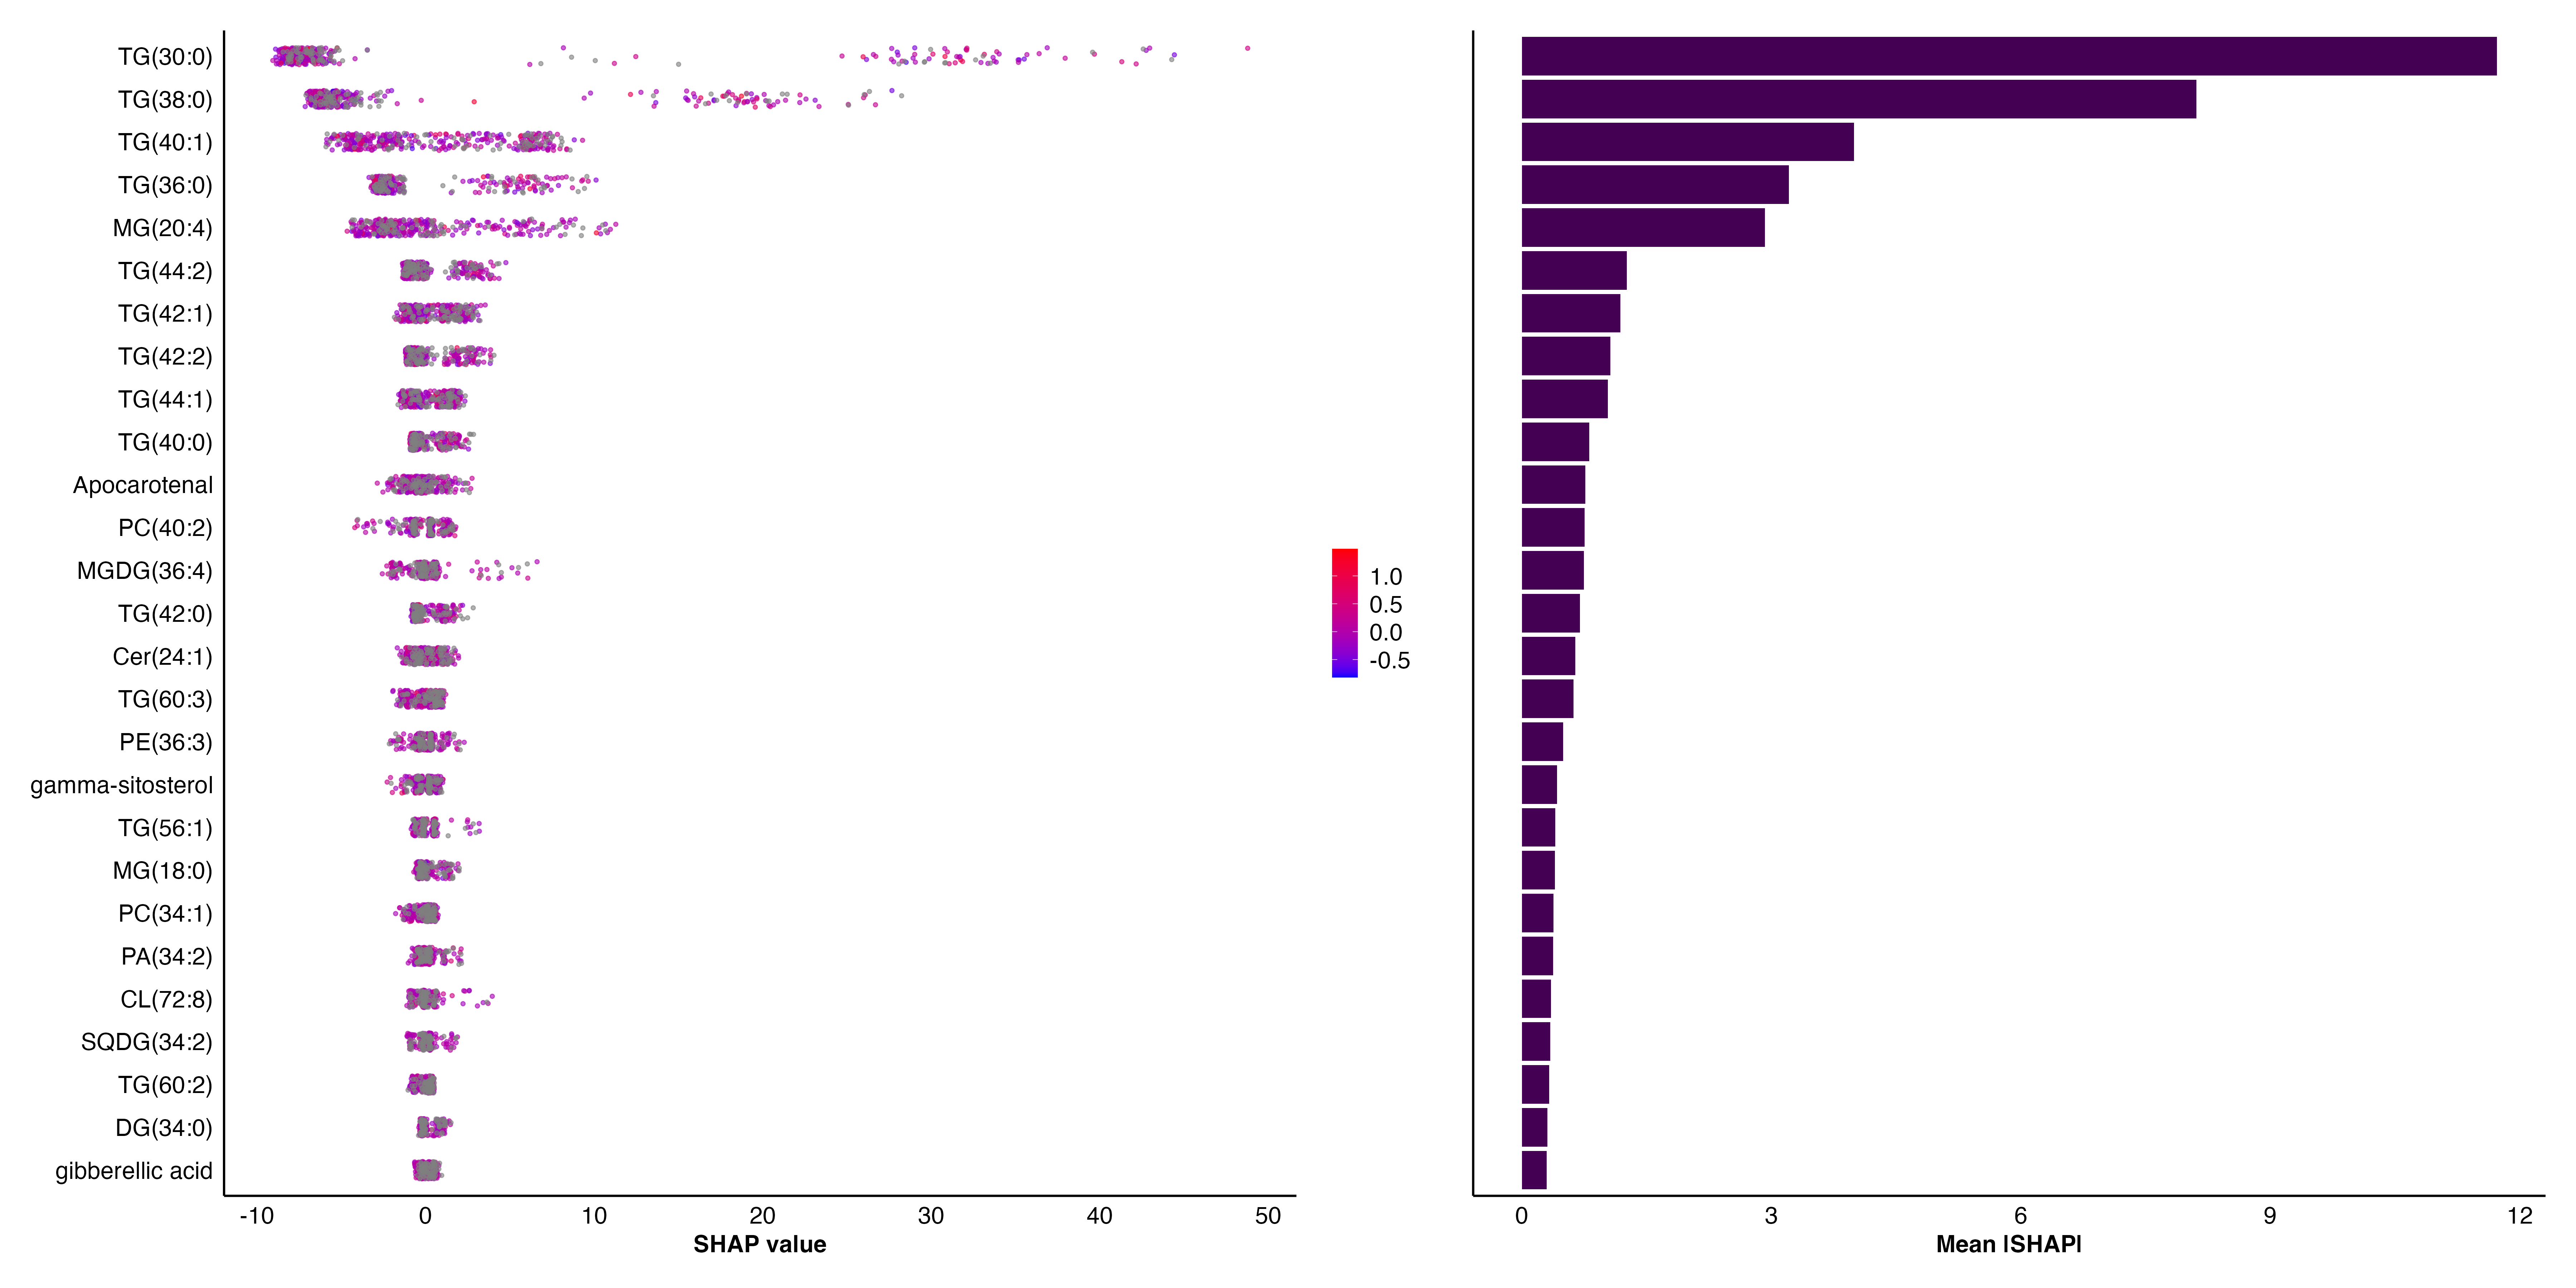 TG(30:0)
TG(38:0)
TG(40:1)
TG(36:0)
MG(20:4)
TG(44:2)
TG(42:1)
TG(42:2)
TG(44:1)
TG(40:0)
Apocarotenal
PC(40:2)
MGDG(36:4)
TG(42:0)
Cer(24:1)
TG(60:3)
PE(36:3)
gamma-sitosterol
TG(56:1)
MG(18:0)
PC(34:1)
PA(34:2)
CL(72:8)
SQDG(34:2)
TG(60:2)
DG(34:0)
gibberellic acid
-10 0 10 20 30 40 50
SHAP value
1.0
0.5
0.0
-0.5
0 3 6 9 12
Mean |SHAP|